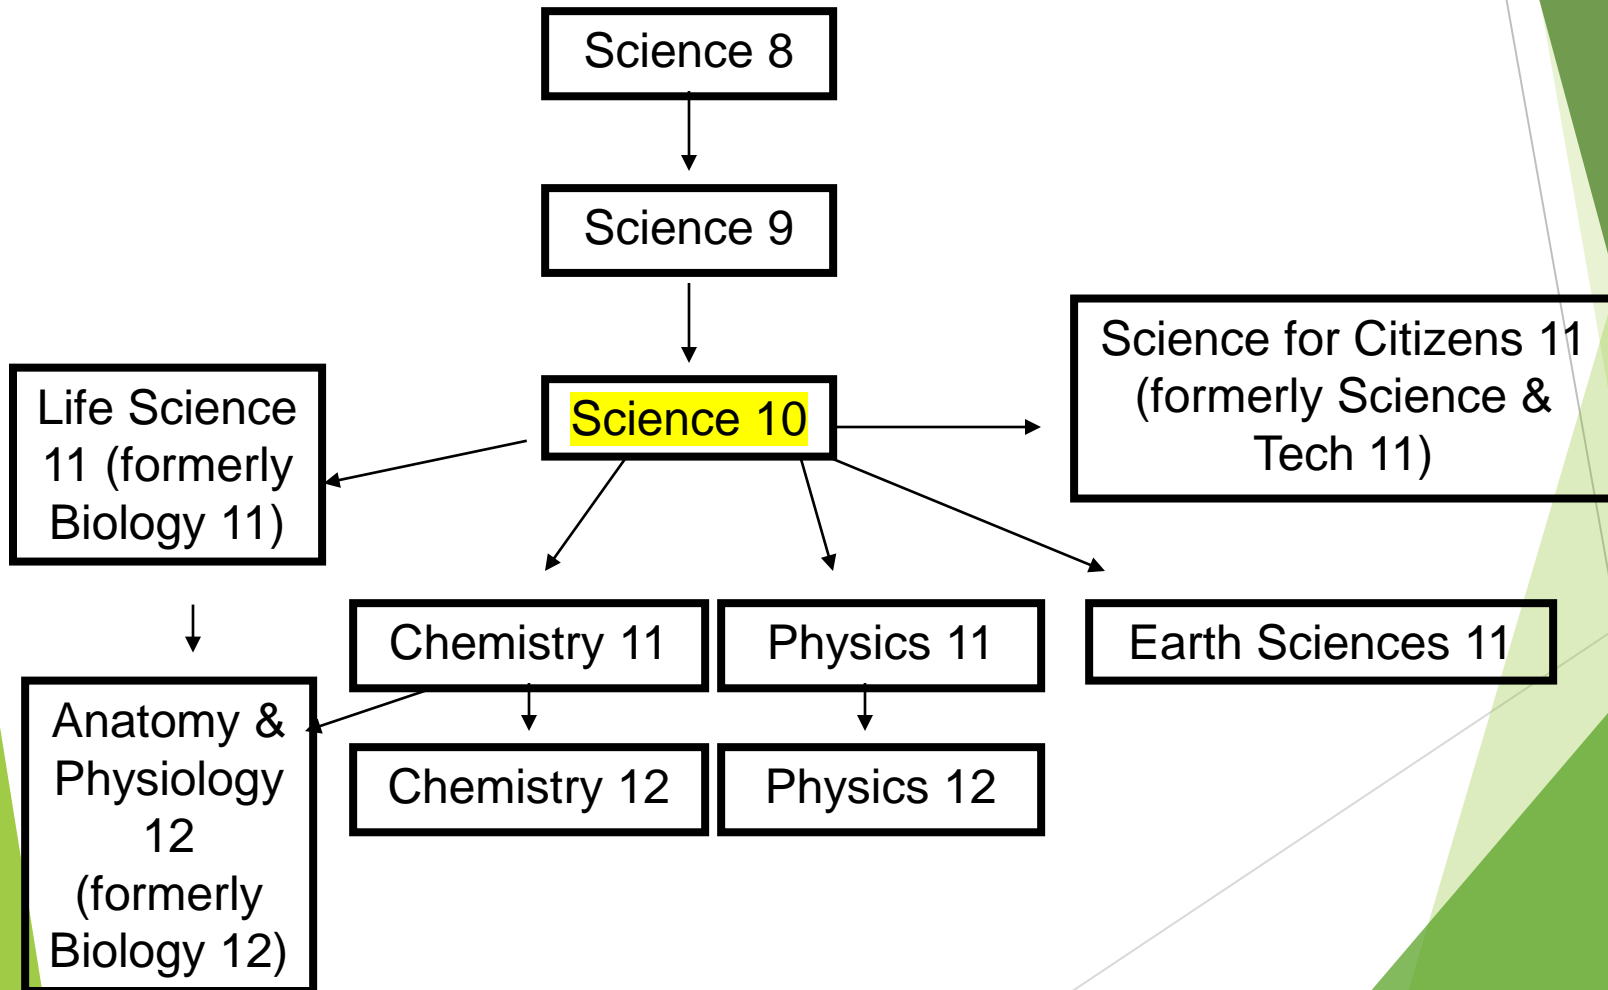 Science 8
Science 9
Science 10
Science for Citizens 11
(formerly Science &
Tech 11)
Life Science
11 (formerly
Biology 11)
Chemistry 11
Physics 11
Earth Sciences 11
Anatomy &
Physiology
12
(formerly
Biology 12)
Chemistry 12
Physics 12